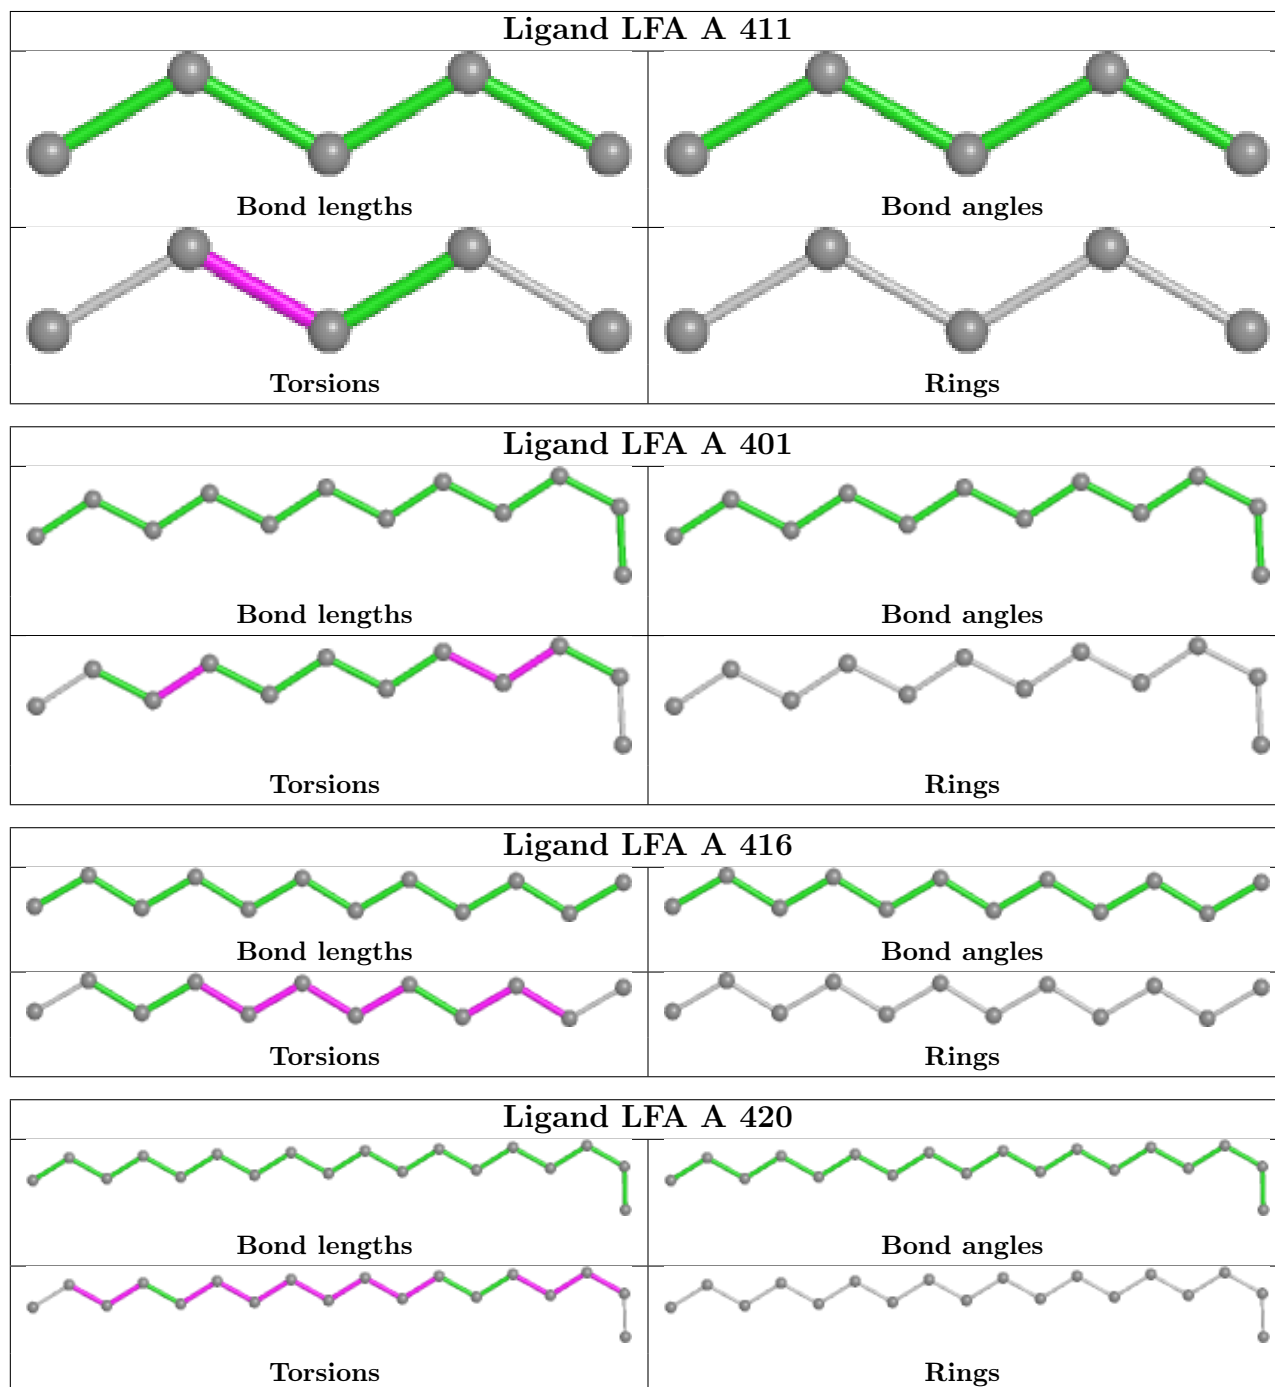 Ligand LFA A 411
Bond lengths
Bond angles
Torsions
Rings
Ligand LFA A 401
Bond lengths
Bond angles
Torsions
Rings
Ligand LFA A 416
Bond lengths
Bond angles
Torsions
Rings
Ligand LFA A 420
Bond lengths
Bond angles
Torsions
Rings